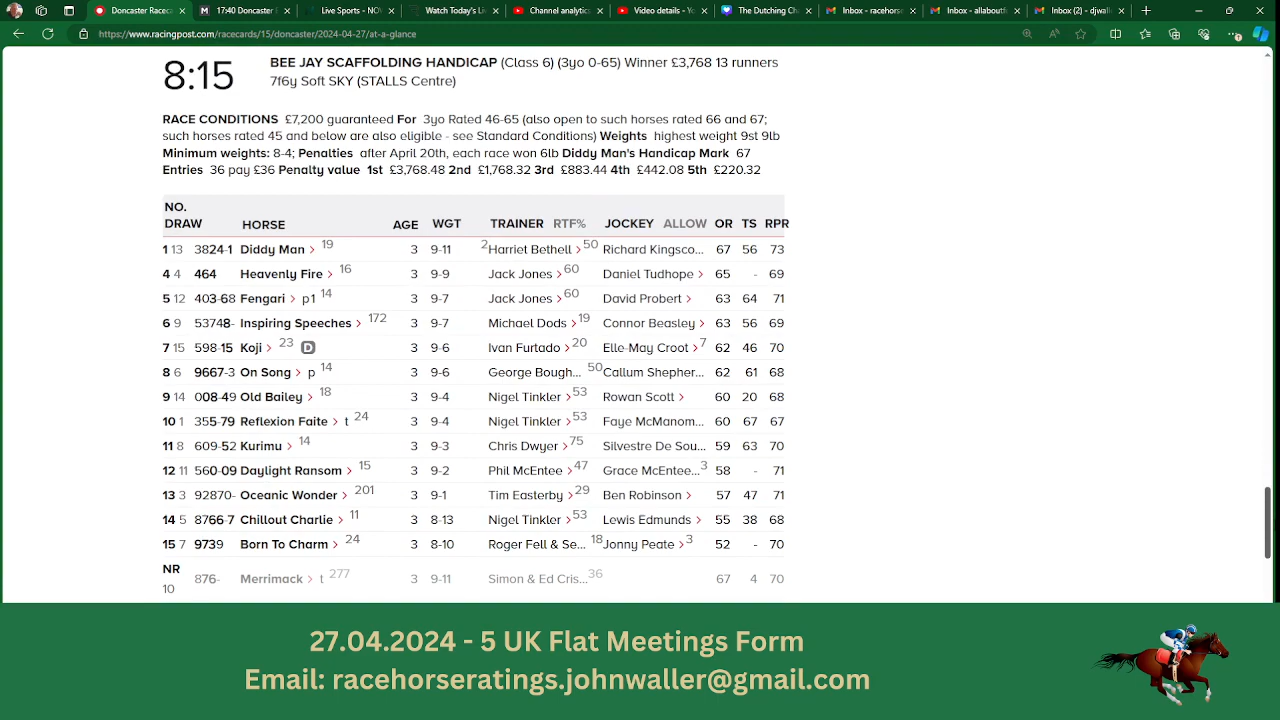 Doncaster Racec
17:40 Doncaster E
Live Sports - NOW
Watch Today's Liv
Channel analytics
Video details - Yo
The Dutching Ch
Inbox - racehorse
Inbox - allaboutf
Inbox (2) - djwalle
https://www.racingpost.com/racecards/15/doncaster/2024-04-27/at-a-glance
8:15 BEE JAY SCAFFOLDING HANDICAP (Class 6) (3yo 0-65) Winner £3,768 13 runners
7f6y Soft SKY (STALLS Centre)
RACE CONDITIONS £7,200 guaranteed For 3yo Rated 46-65 (also open to such horses rated 66 and 67;
such horses rated 45 and below are also eligible - see Standard Conditions) Weights highest weight 9st 9lb
Minimum weights: 8-4; Penalties after April 20th, each race won 6lb Diddy Man's Handicap Mark 67
Entries 36 pay £36 Penalty value 1st £3,768.48 2nd £1,768.32 3rd £883.44 4th £442.08 5th £220.32
NO.
DRAW HORSE AGE WGT TRAINER RTF% JOCKEY ALLOW OR TS RPR
1 13 3824-1 Diddy Man > 19 3 9-11 2 Harriet Bethell > 50 Richard Kingsco... 67 56 73
4 4 464 Heavenly Fire > 16 3 9-9 Jack Jones > 60 Daniel Tudhope > 65 - 69
5 12 403-68 Fengari > p1 14 3 9-7 Jack Jones > 60 David Probert > 63 64 71
6 9 53748- Inspiring Speeches > 172 3 9-7 Michael Dods > 19 Connor Beasley > 63 56 69
7 15 598-15 Koji > 23 D 3 9-6 Ivan Furtado > 20 Elle-May Croot > 7 62 46 70
8 6 9667-3 On Song > p 14 3 9-6 George Bough... 50 Callum Shepher... 62 61 68
9 14 008-49 Old Bailey > 18 3 9-4 Nigel Tinkler > 53 Rowan Scott > 60 20 68
10 1 355-79 Reflexion Faite > t 24 3 9-4 Nigel Tinkler > 53 Faye McManom... 60 67 67
11 8 609-52 Kurimu > 14 3 9-3 Chris Dwyer > 75 Silvestre De Sou... 59 63 70
12 11 560-09 Daylight Ransom > 15 3 9-2 Phil McEntee > 47 Grace McEntee... 3 58 - 71
13 3 92870- Oceanic Wonder > 201 3 9-1 Tim Easterby > 29 Ben Robinson > 57 47 71
14 5 8766-7 Chillout Charlie > 11 3 8-13 Nigel Tinkler > 53 Lewis Edmunds > 55 38 68
15 7 9739 Born To Charm > 24 3 8-10 Roger Fell & Se... 18 Jonny Peate > 3 52 - 70
NR
10 876- Merrimack > t 277 3 9-11 Simon & Ed Cris... 36 67 4 70
27.04.2024 - 5 UK Flat Meetings Form
Email: racehorseratings.johnwaller@gmail.com